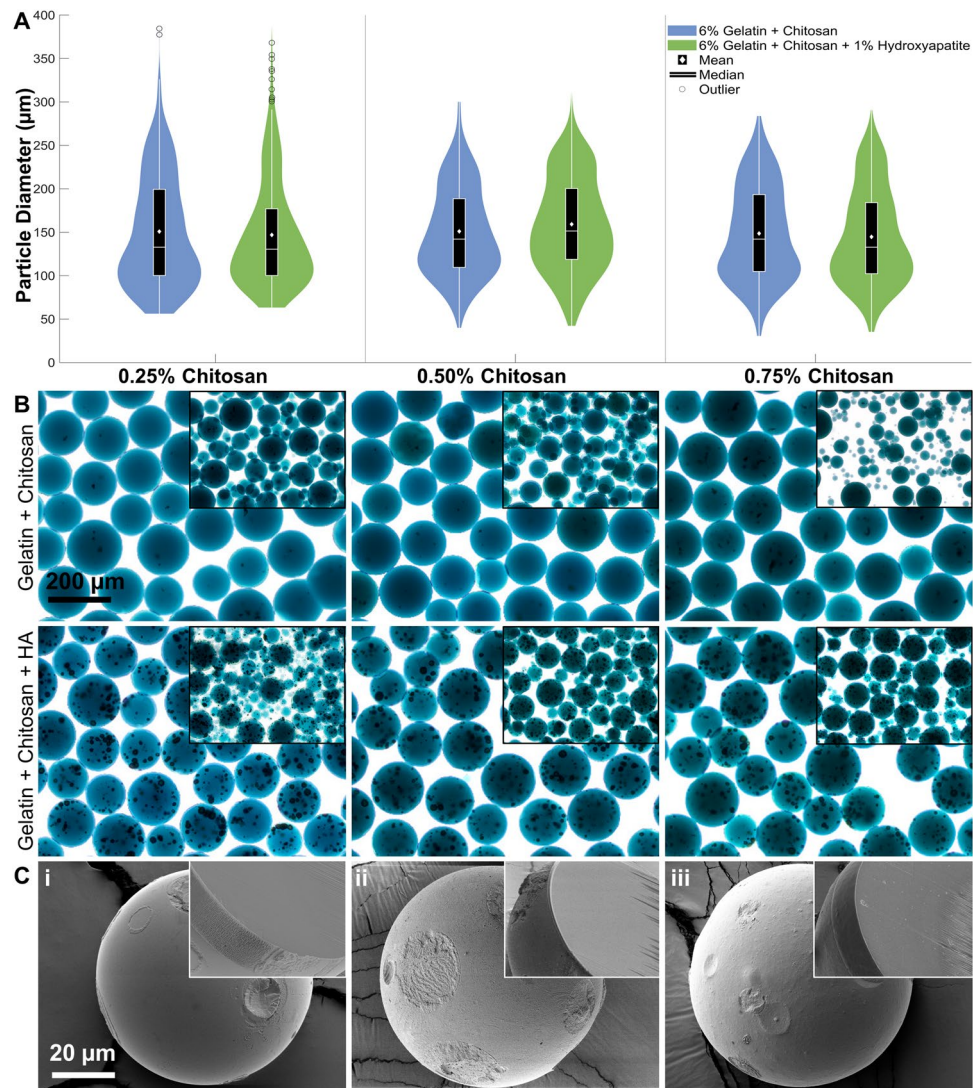 A
Particle Diameter (μm)
400
350
300
250
200
150
100
50
0
6% Gelatin + Chitosan
6% Gelatin + Chitosan + 1% Hydroxyapatite
Mean
Median
Outlier
0.25% Chitosan
0.50% Chitosan
0.75% Chitosan
B
Gelatin + Chitosan
200 μm
Gelatin + Chitosan + HA
C
i
ii
iii
20 μm